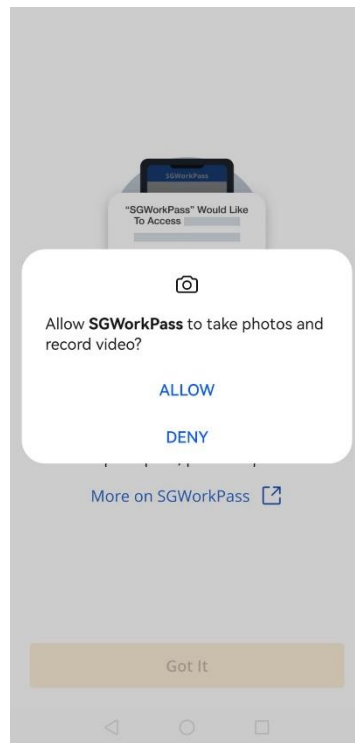 SGWorkPass
"SGWorkPass" Would Like
To Access
Allow SGWorkPass to take photos and
record video?
ALLOW
DENY
More on SGWorkPass
Got It